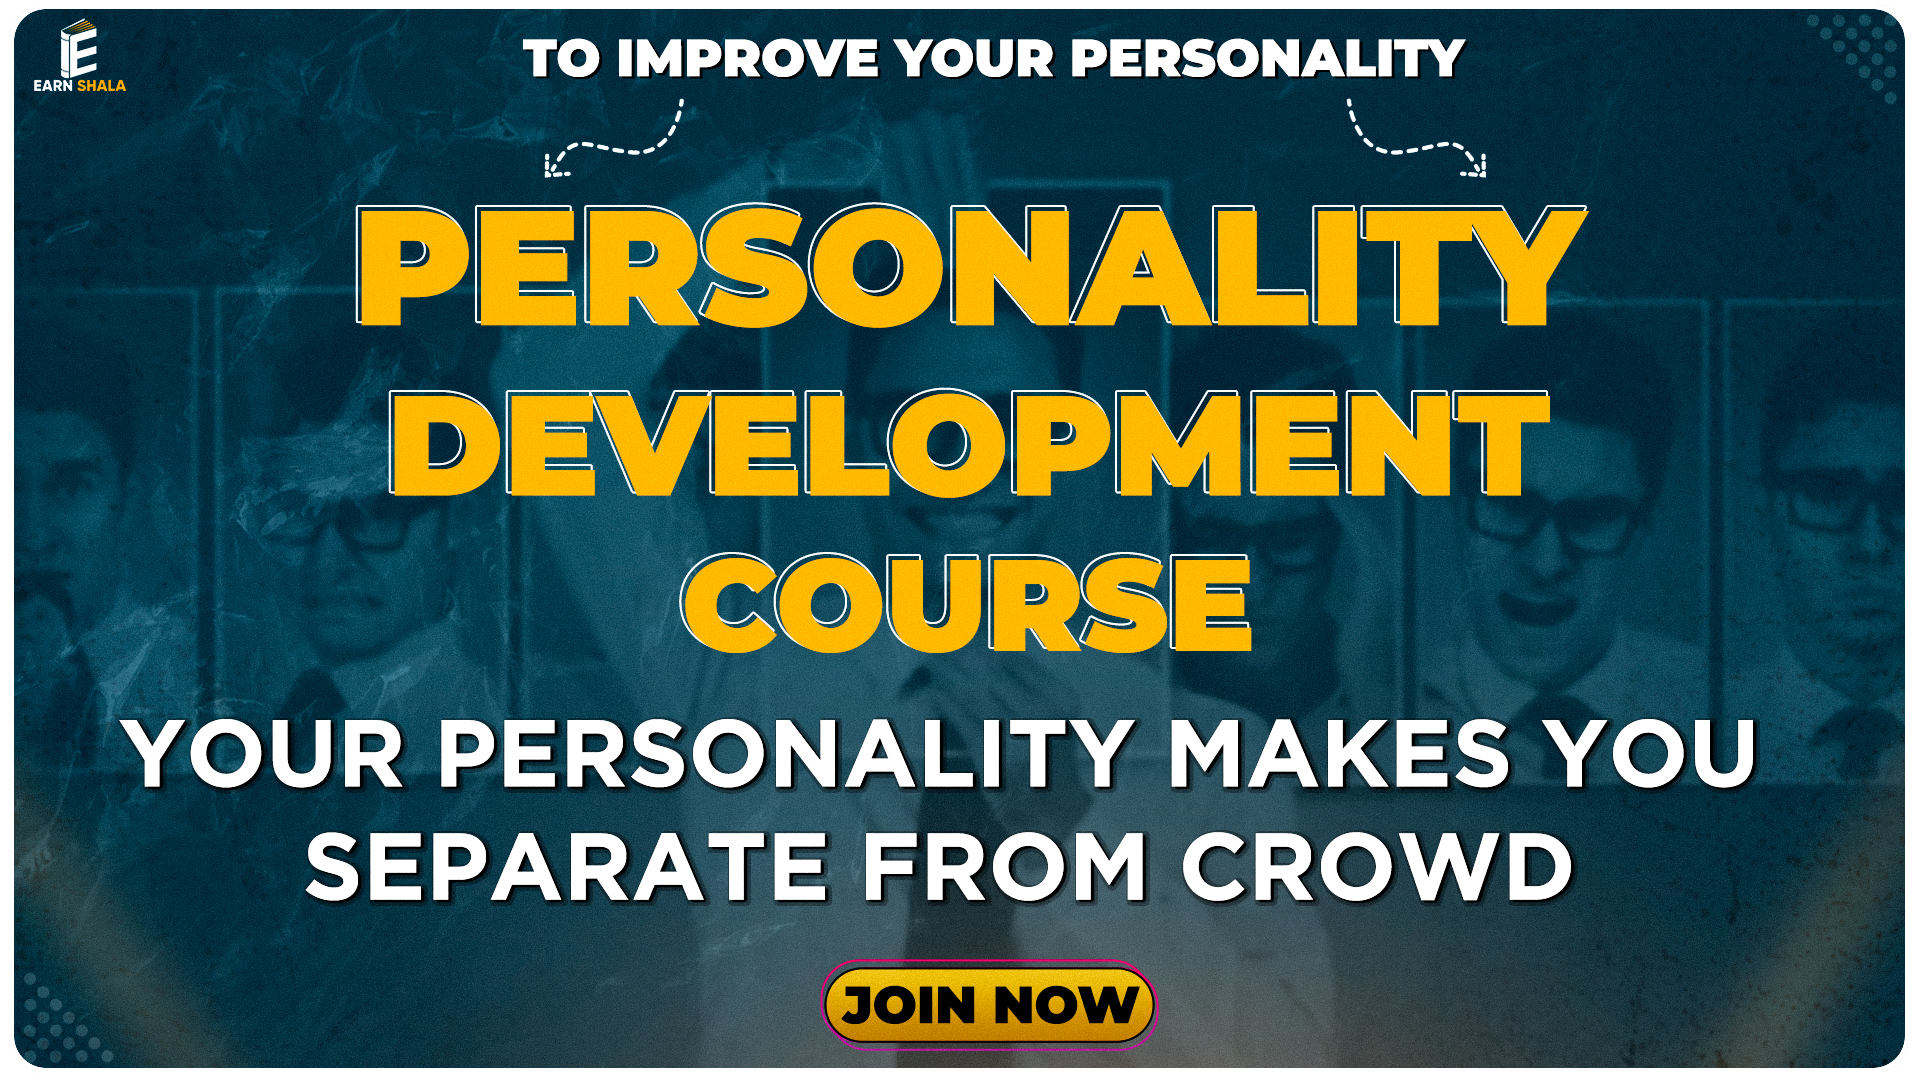 EARN SHALA
TO IMPROVE YOUR PERSONALITY
PERSONALITY
DEVELOPMENT
COURSE
YOUR PERSONALITY MAKES YOU
SEPARATE FROM CROWD
JOIN NOW